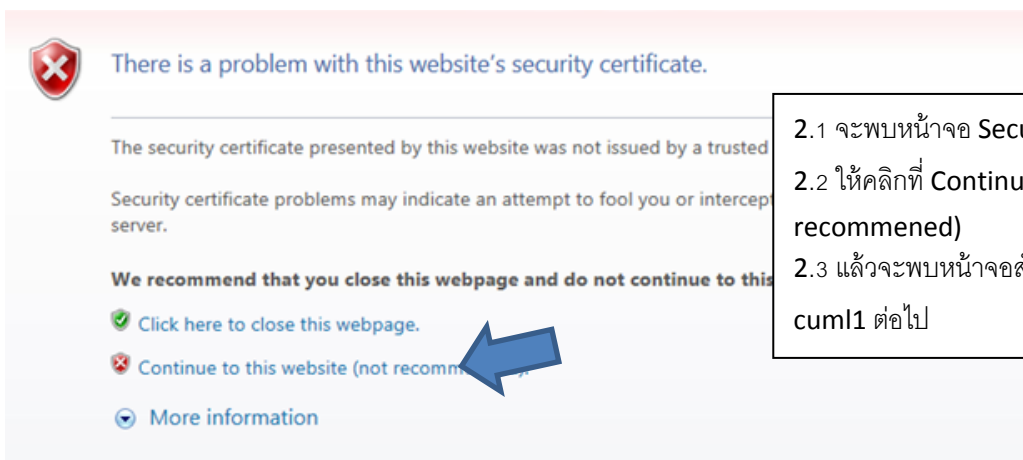 There is a problem with this website's security certificate.
The security certificate presented by this website was not issued by a trusted
Security certificate problems may indicate an attempt to fool you or intercept
server.
We recommend that you close this webpage and do not continue to this
Click here to close this webpage.
Continue to this website (not
More information
2.1 จะพบหน้าจอ
2.2 ให้คลิกที่
recommened)
2.3 แล้วจะพบหน้าจอ
cuml1 ต่อไป